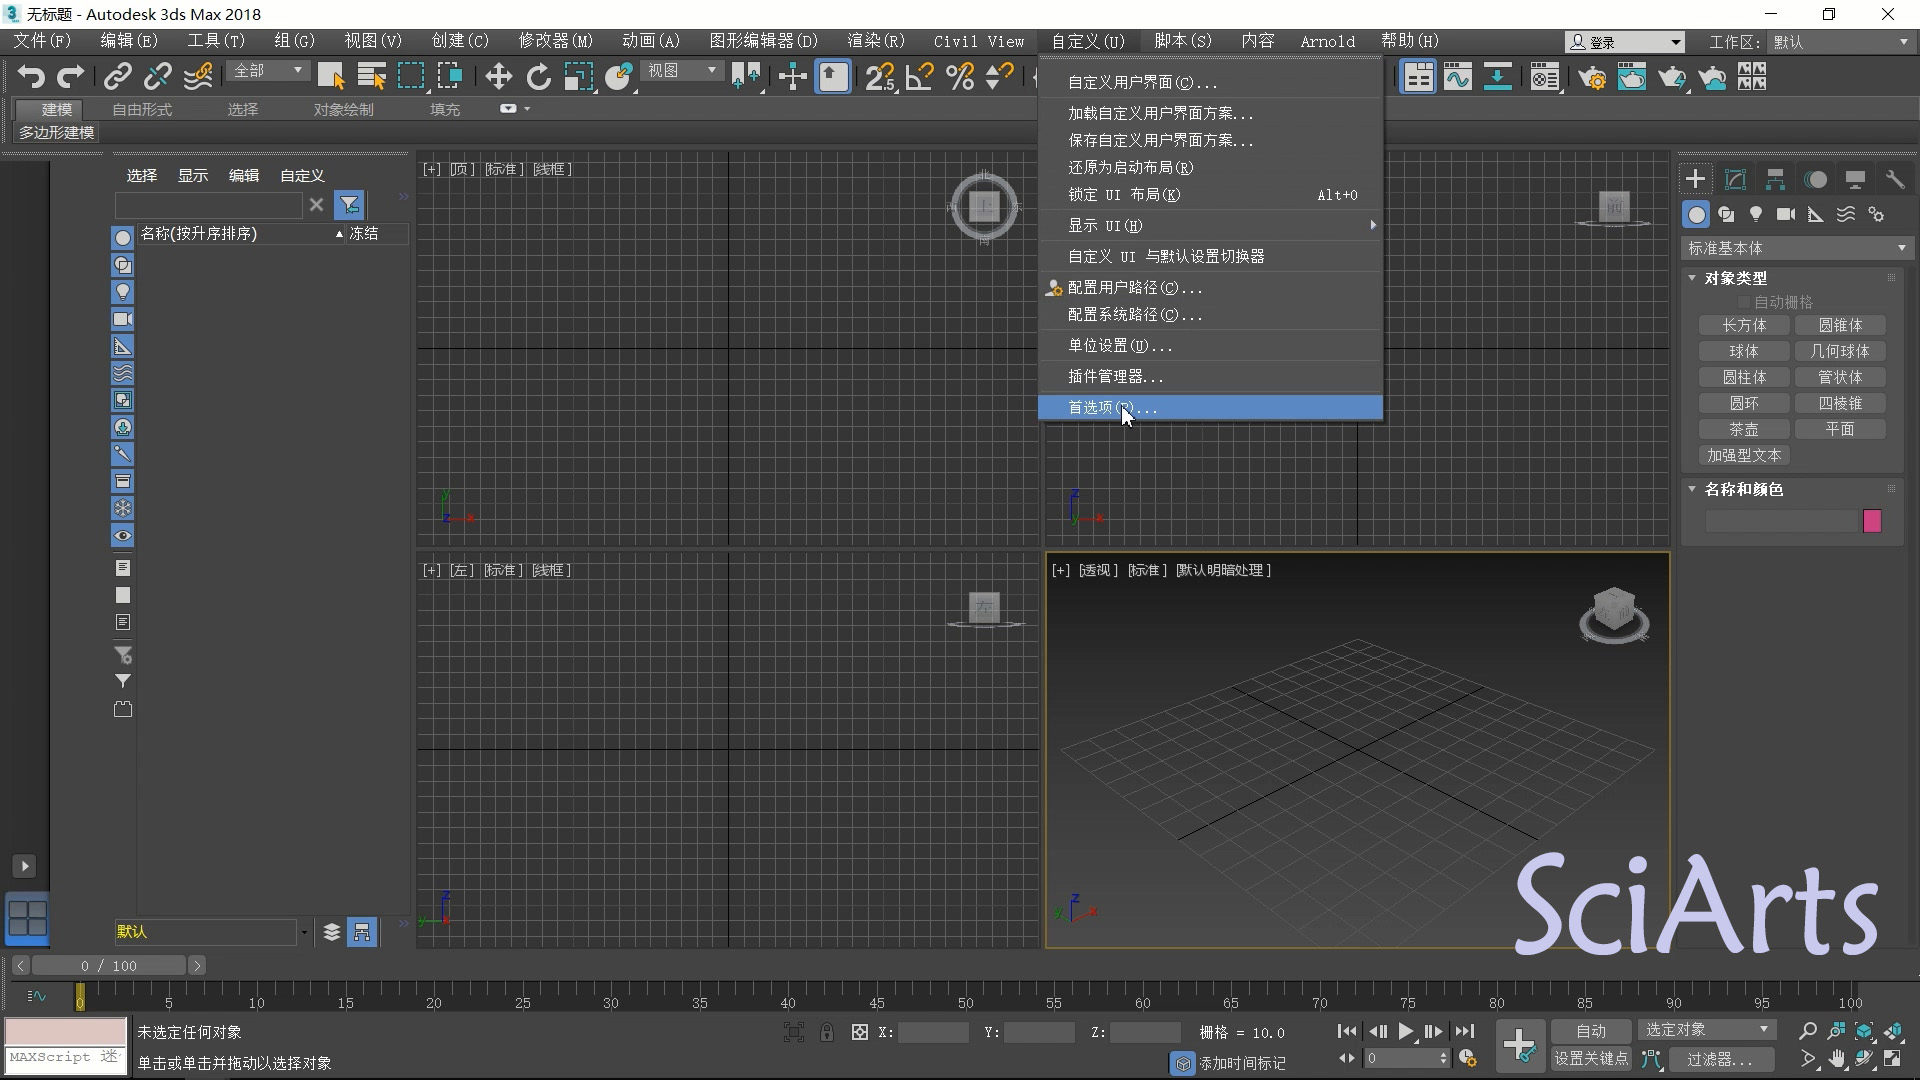 无标题 - Autodesk 3ds Max 2018
文件(F) 编辑(E) 工具(T) 组(G) 视图(V) 创建(C) 修改器(M) 动画(A) 图形编辑器(D) 渲染(R) Civil View 自定义(U) 脚本(S) 内容 Arnold 帮助(H) 登录 工作区: 默认
全部 视图
建模 自由形式 选择 对象绘制 填充
多边形建模
选择 显示 编辑 自定义
名称(按升序排序) ▲ 冻结
默认
自定义用户界面(C)...
加载自定义用户界面方案...
保存自定义用户界面方案...
还原为启动布局(R)
锁定 UI 布局(K) Alt+0
显示 UI(H)
自定义 UI 与默认设置切换器
配置用户路径(C)...
配置系统路径(C)...
单位设置(U)...
插件管理器...
首选项(P)...
[+] [顶] [标准] [线框]
北
上
东
南
前
y
z x
z
y x
[+] [左] [标准] [线框]
左
z
y x
[+] [透视] [标准] [默认明暗处理]
z
y x
标准基本体
对象类型
自动栅格
长方体 圆锥体
球体 几何球体
圆柱体 管状体
圆环 四棱锥
茶壶 平面
加强型文本
名称和颜色
SciArts
0 / 100
0 5 10 15 20 25 30 35 40 45 50 55 60 65 70 75 80 85 90 95 100
未选定任何对象 X: Y: Z: 栅格 = 10.0 自动 选定对象
MAXScript 迷 单击或单击并拖动以选择对象 添加时间标记 0 设置关键点 过滤器...